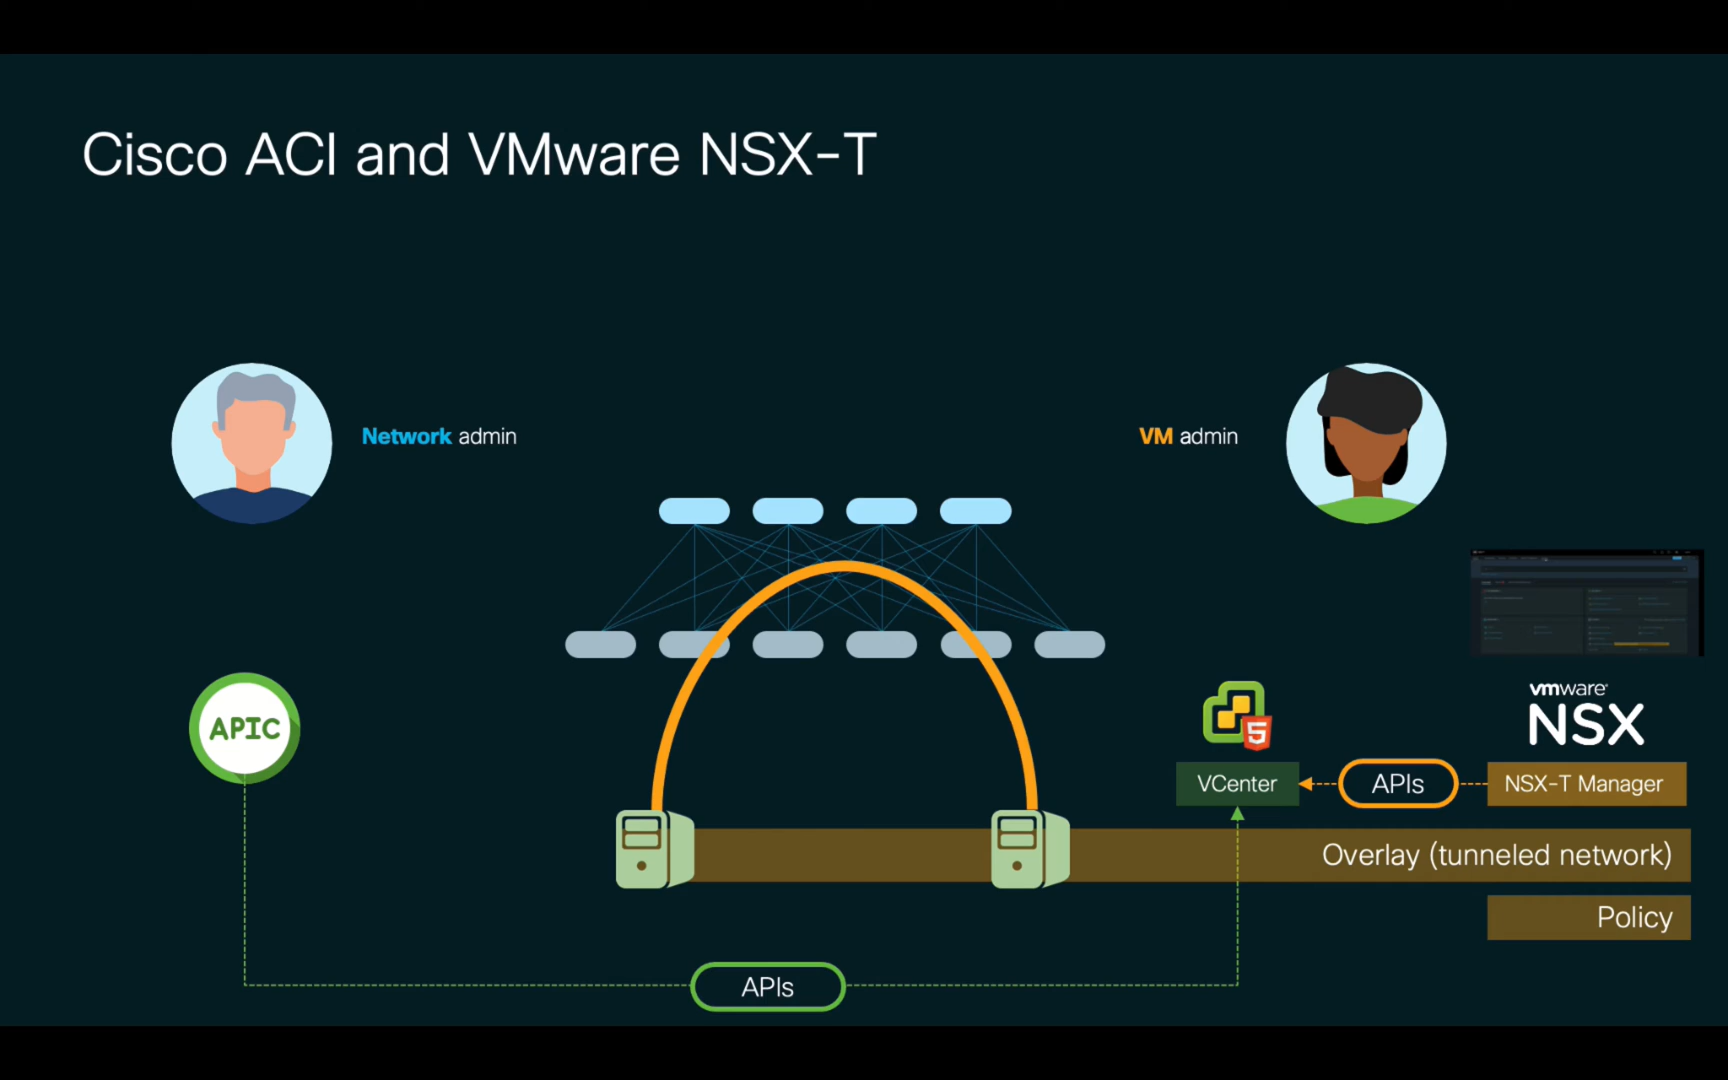 Cisco ACI and VMware NSX-T
Network admin
VM admin
APIC
5
vmware®
NSX
VCenter
APIs
NSX-T Manager
Overlay (tunneled network)
Policy
APIs